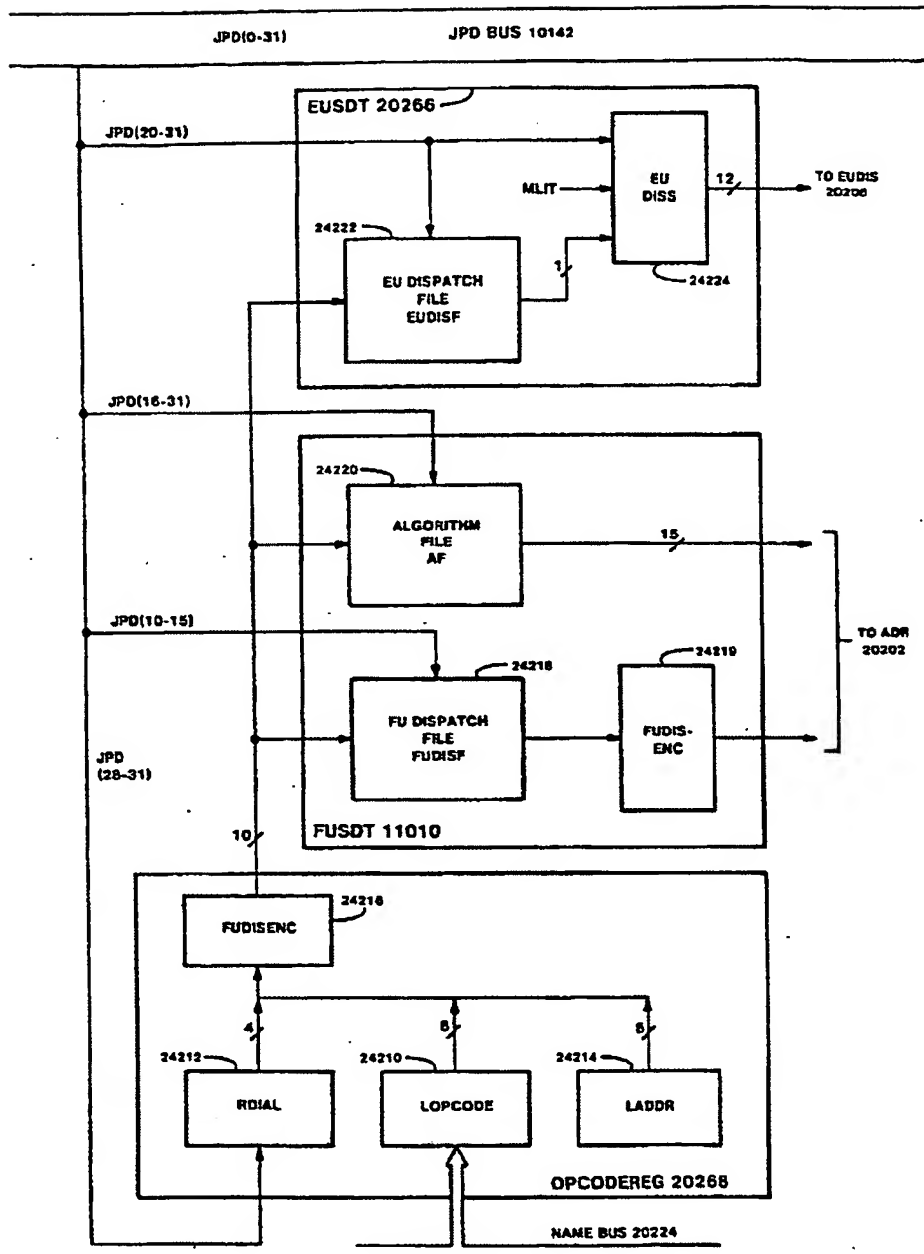 JPD(0-31) JPD BUS 10142
EUSDT 20266
JPD(20-31)
EU
DISS
12
TO EUDIS
20206
MLIT
24222
24224
1
EU DISPATCH
FILE
EUDISF
JPD(16-31)
24220
ALGORITHM
FILE
AF
15
JPD(10-15)
24218
24219
TO ADR
20202
FU DISPATCH
FILE
FUDISF
FUDIS-
ENC
JPD
(28-31)
FUSDT 11010
10
FUDISENC
24216
4
8
24212
24210
24214
RDIAL
LOPCODE
LADDR
OPCODEREG 20268
NAME BUS 20224